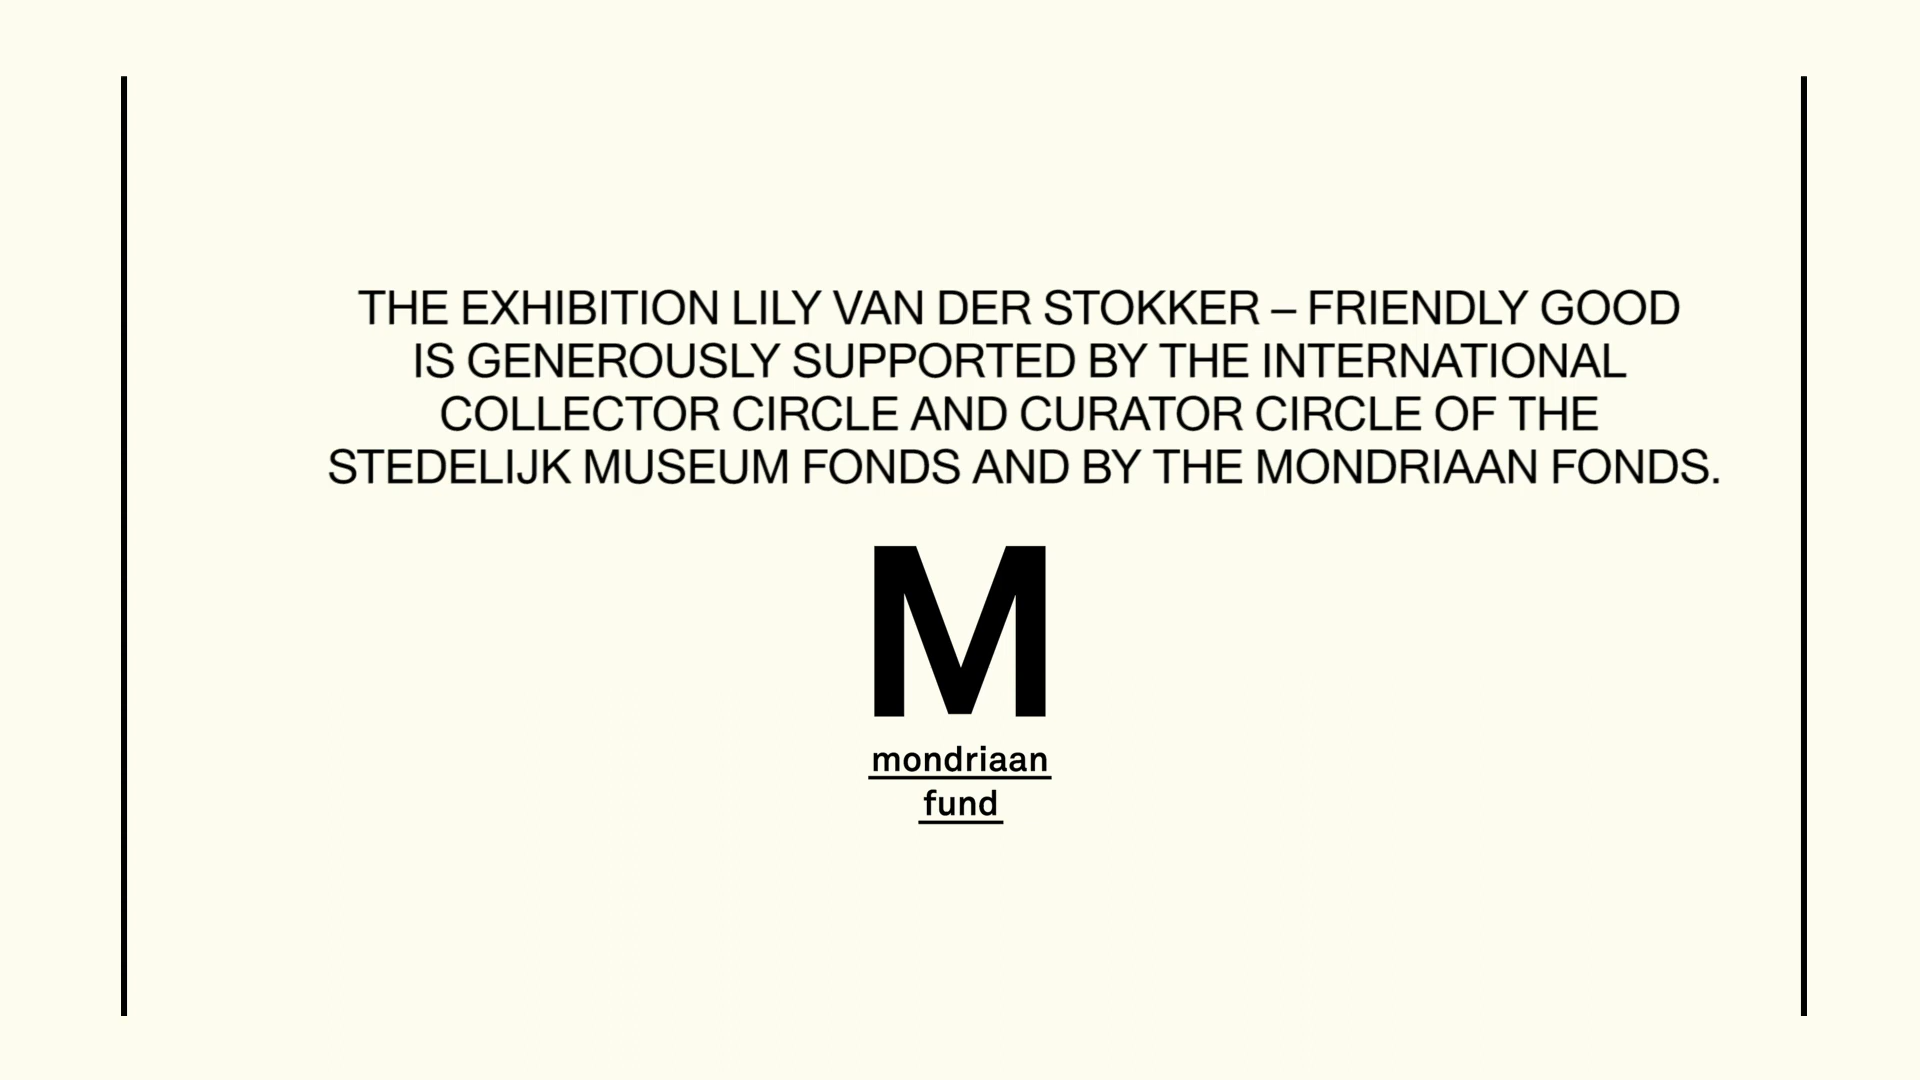 THE EXHIBITION LILY VAN DER STOKKER – FRIENDLY GOOD
IS GENEROUSLY SUPPORTED BY THE INTERNATIONAL
COLLECTOR CIRCLE AND CURATOR CIRCLE OF THE
STEDELIJK MUSEUM FONDS AND BY THE MONDRIAAN FONDS.
M
mondriaan
fund